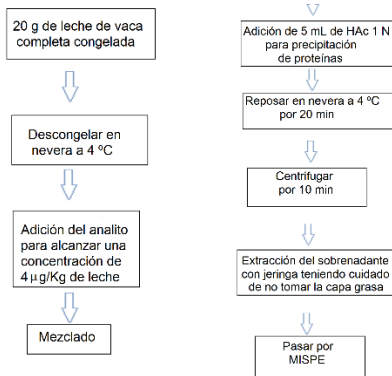 20 g de leche de vaca
completa congelada
Descongelar en
nevera a 4 ºC
Adición del analito
para alcanzar una
concentración de
4 μg/Kg de leche
Mezclado
Adición de 5 mL de HAc 1 N
para precipitación
de proteínas
Reposar en nevera a 4 ºC
por 20 min
Centrifugar
por 10 min
Extracción del sobrenadante
con jeringa teniendo cuidado
de no tomar la capa grasa
Pasar por
MISPE